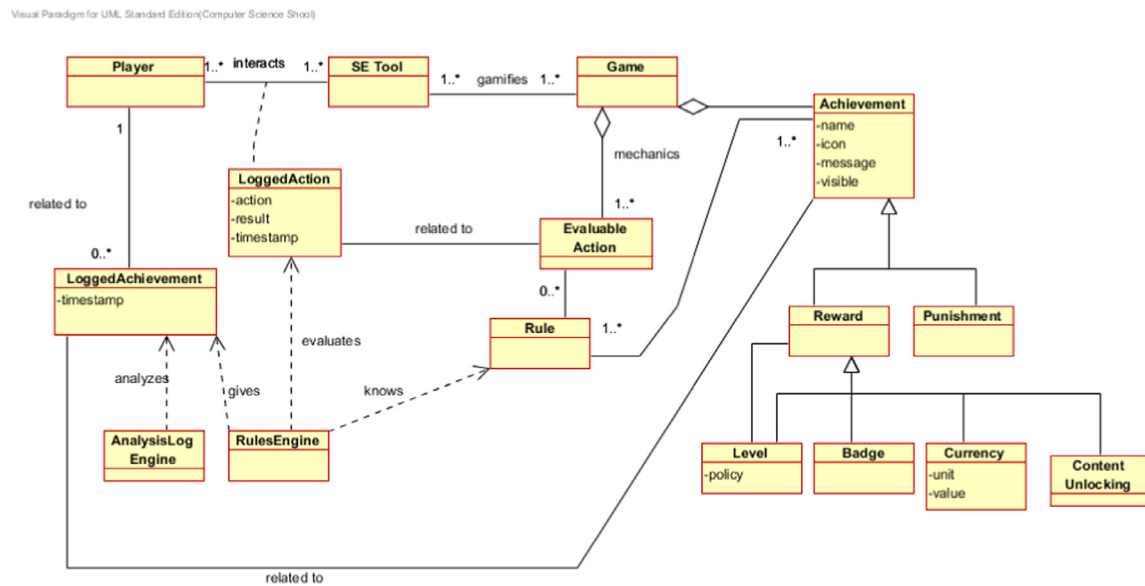 Visual Paradigm for UML Standard Edition(Computer Science Shool)
Player
1..*
interacts
1..*
SE Tool
1..*
gamifies
1..*
Game
Achievement
-name
-icon
-message
-visible
1
mechanics
1..*
LoggedAction
-action
-result
-timestamp
related to
1..*
Evaluable
Action
related to
0..*
LoggedAchievement
-timestamp
0..*
Rule
1..*
Reward
Punishment
evaluates
analyzes
gives
knows
AnalysisLog
Engine
RulesEngine
Level
-policy
Badge
Currency
-unit
-value
Content
Unlocking
related to